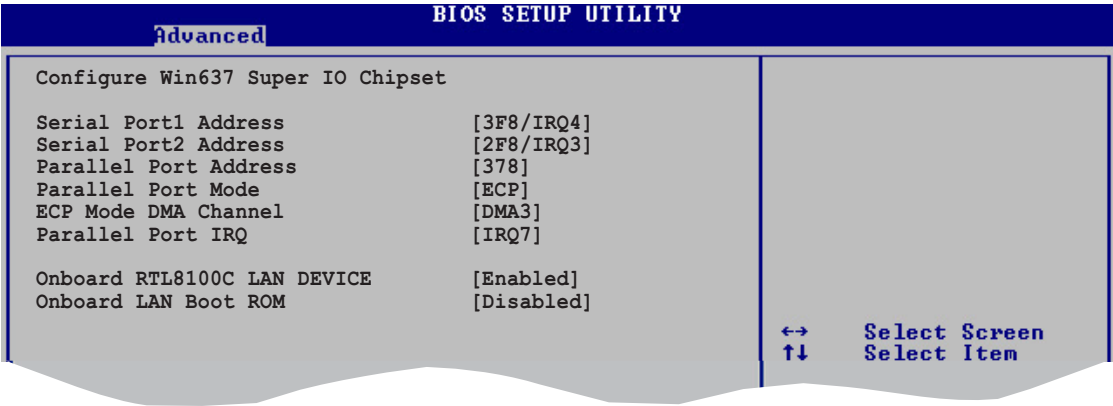 BIOS SETUP UTILITY
Advanced
Configure Win637 Super IO Chipset
Serial Port1 Address [3F8/IRQ4]
Serial Port2 Address [2F8/IRQ3]
Parallel Port Address [378]
Parallel Port Mode [ECP]
ECP Mode DMA Channel [DMA3]
Parallel Port IRQ [IRQ7]
Onboard RTL8100C LAN DEVICE [Enabled]
Onboard LAN Boot ROM [Disabled]
←→ Select Screen
↑↓ Select Item